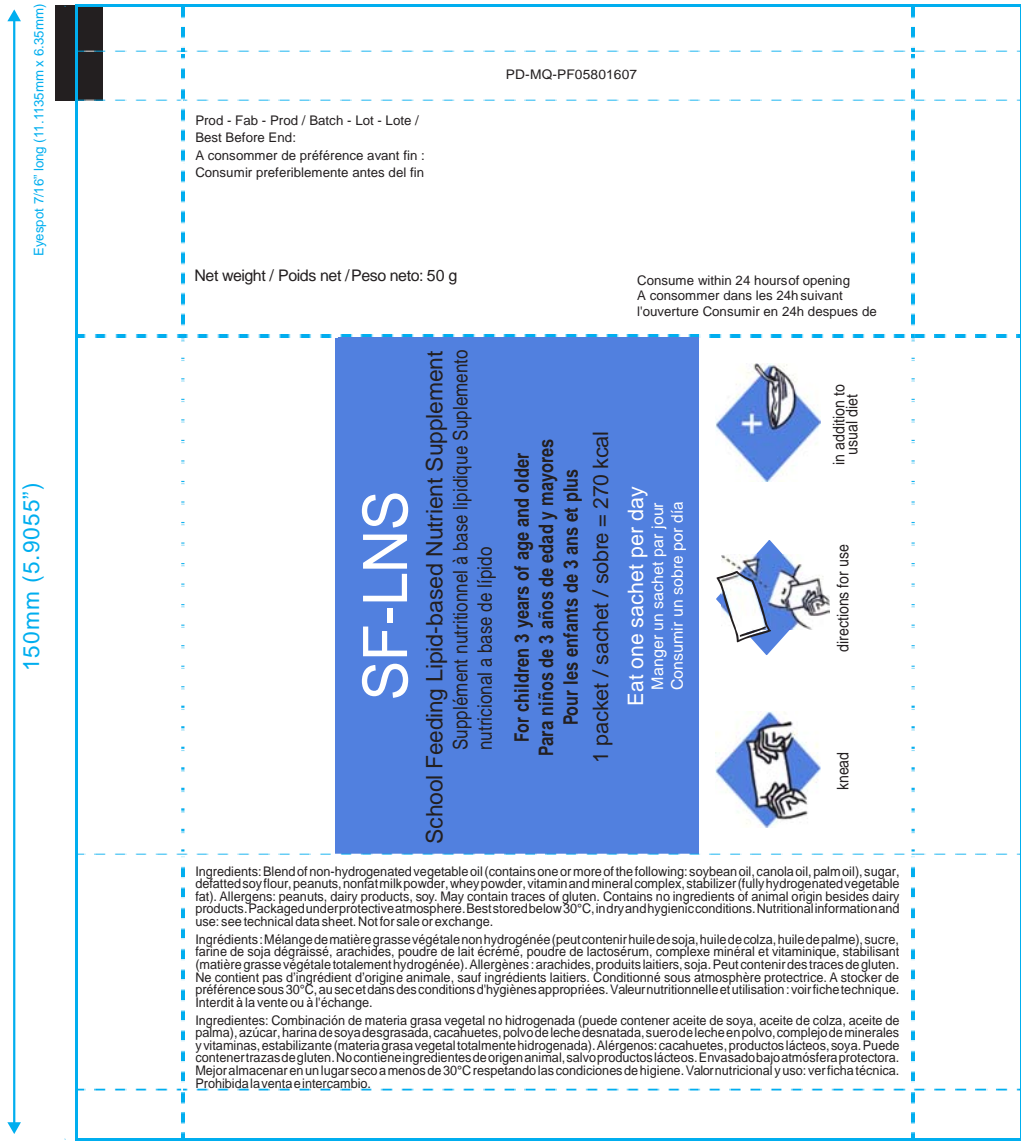 150mm (5.9055")
Eyespot 7/16" long (11.1135mm x 6.35mm)
PD-MQ-PF05801607
Prod - Fab - Prod / Batch - Lot - Lote /
Best Before End:
A consommer de préférence avant fin :
Consumir preferiblemente antes del fin
Net weight / Poids net / Peso neto: 50 g
Consume within 24 hours of opening
A consommer dans les 24h suivant
l'ouverture Consumir en 24h despues de
SF-LNS
School Feeding Lipid-based Nutrient Supplement
Supplément nutritionnel à base lipidique Suplemento
nutricional a base de lípido
For children 3 years of age and older
Para niños de 3 años de edad y mayores
Pour les enfants de 3 ans et plus
1 packet / sachet / sobre = 270 kcal
Eat one sachet per day
Manger un sachet par jour
Consumir un sobre por día
knead
directions for use
+
in addition to
usual diet
Ingredients: Blend of non-hydrogenated vegetable oil (contains one or more of the following: soybean oil, canola oil, palm oil), sugar,
defatted soy flour, peanuts, nonfat milk powder, whey powder, vitamin and mineral complex, stabilizer (fully hydrogenated vegetable
fat). Allergens: peanuts, dairy products, soy. May contain traces of gluten. Contains no ingredients of animal origin besides dairy
products. Packaged under protective atmosphere. Best stored below 30°C, in dry and hygienic conditions. Nutritional information and
use: see technical data sheet. Not for sale or exchange.
Ingrédients : Mélange de matière grasse végétale non hydrogénée (peut contenir huile de soja, huile de colza, huile de palme), sucre,
farine de soja dégraissé, arachides, poudre de lait écrémé, poudre de lactosérum, complexe minéral et vitaminique, stabilisant
(matière grasse végétale totalement hydrogénée). Allergènes : arachides, produits laitiers, soja. Peut contenir des traces de gluten.
Ne contient pas d'ingrédient d'origine animale, sauf ingrédients laitiers. Conditionné sous atmosphère protectrice. A stocker de
préférence sous 30°C, au sec et dans des conditions d'hygiènes appropriées. Valeur nutritionnelle et utilisation : voir fiche technique.
Interdit à la vente ou à l'échange.
Ingredientes: Combinación de materia grasa vegetal no hidrogenada (puede contener aceite de soya, aceite de colza, aceite de
palma), azúcar, harina de soya desgrasada, cacahuetes, polvo de leche desnatada, suero de leche en polvo, complejo de minerales
y vitaminas, estabilizante (materia grasa vegetal totalmente hidrogenada). Alérgenos: cacahuetes, productos lácteos, soya. Puede
contener trazas de gluten. No contiene ingredientes de origen animal, salvo productos lácteos. Envasado bajo atmósfera protectora.
Mejor almacenar en un lugar seco a menos de 30°C respetando las condiciones de higiene. Valor nutricional y uso: ver ficha técnica.
Prohibida la venta e intercambio.